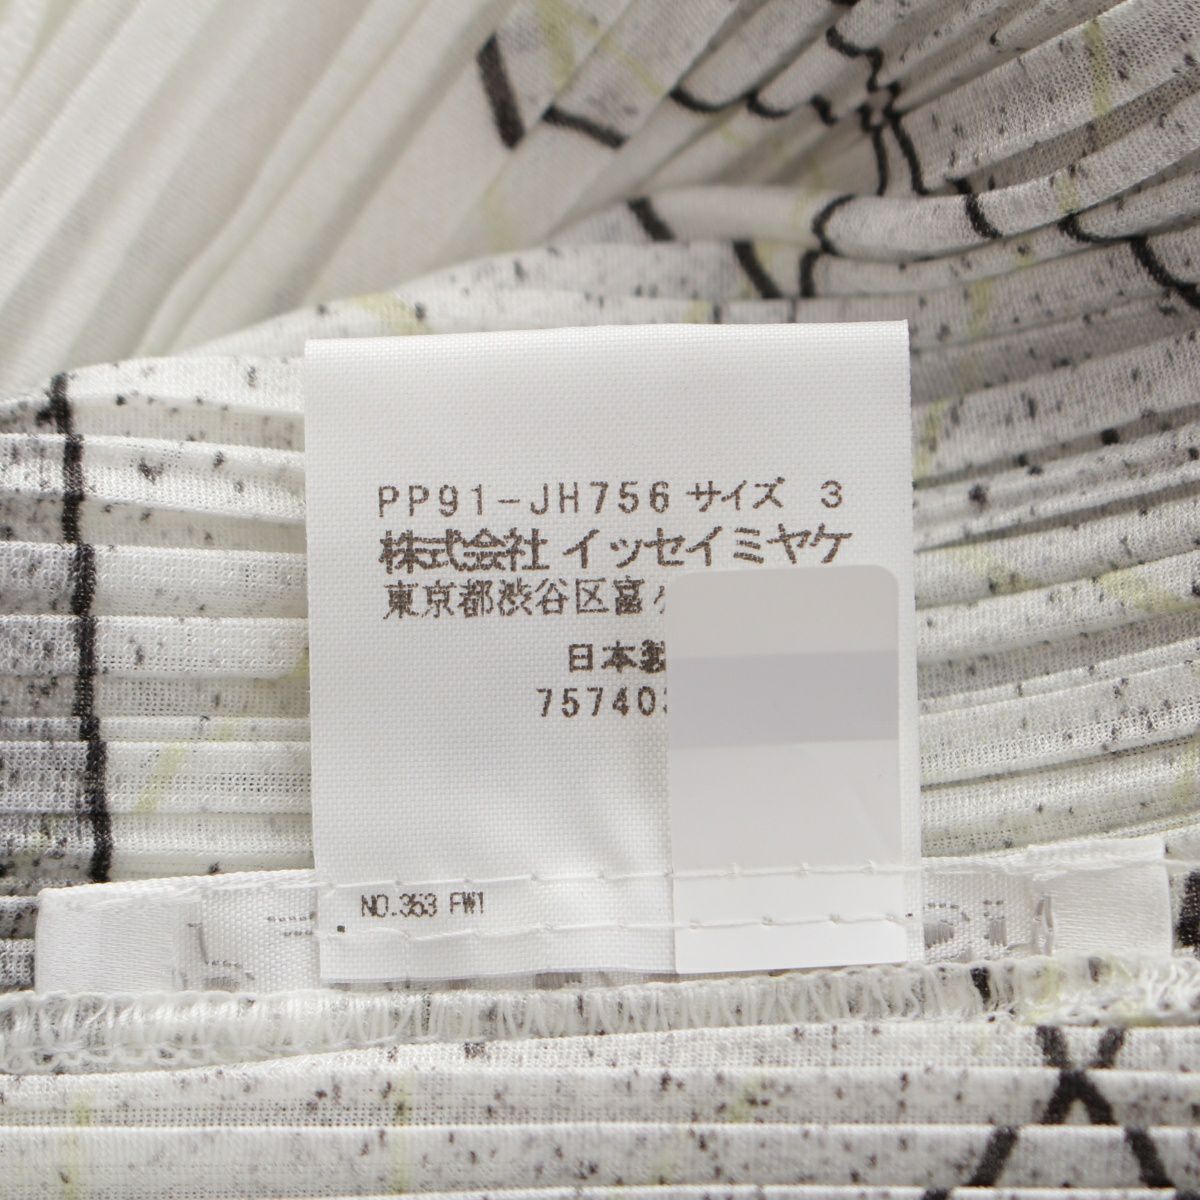 PP91-JH756 サイズ 3
株式会社 イッセイミヤケ
東京都渋谷区富
日本製
75740
NO.353 FW1